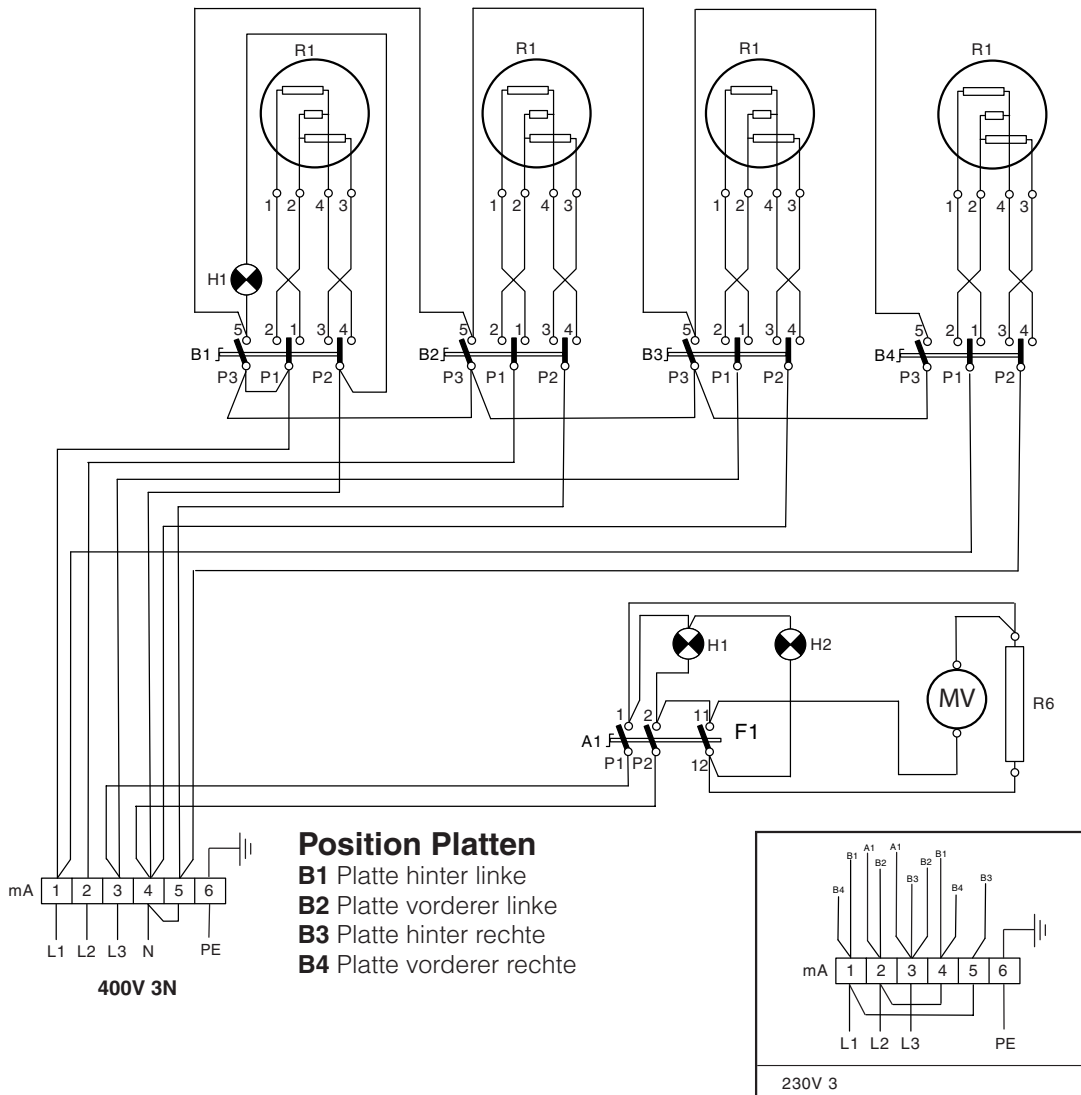 R1 R1 R1 R1
1 2 4 3 1 2 4 3 1 2 4 3 1 2 4 3
H1
5 2 1 3 4 5 2 1 3 4 5 2 1 3 4 5 2 1 3 4
B1 B2 B3 B4
P3 P1 P2 P3 P1 P2 P3 P1 P2 P3 P1 P2
H1 H2
MV R6
1 2 11 F1
A1
P1 P2 12
Position Platten
B1 Platte hinter linke
B2 Platte vorderer linke
B3 Platte hinter rechte
B4 Platte vorderer rechte
mA 1 2 3 4 5 6
L1 L2 L3 N PE
400V 3N
B4 B1 A1 B2 A1 B3 B2 B1 B4 B3
mA 1 2 3 4 5 6
L1 L2 L3 PE
230V 3